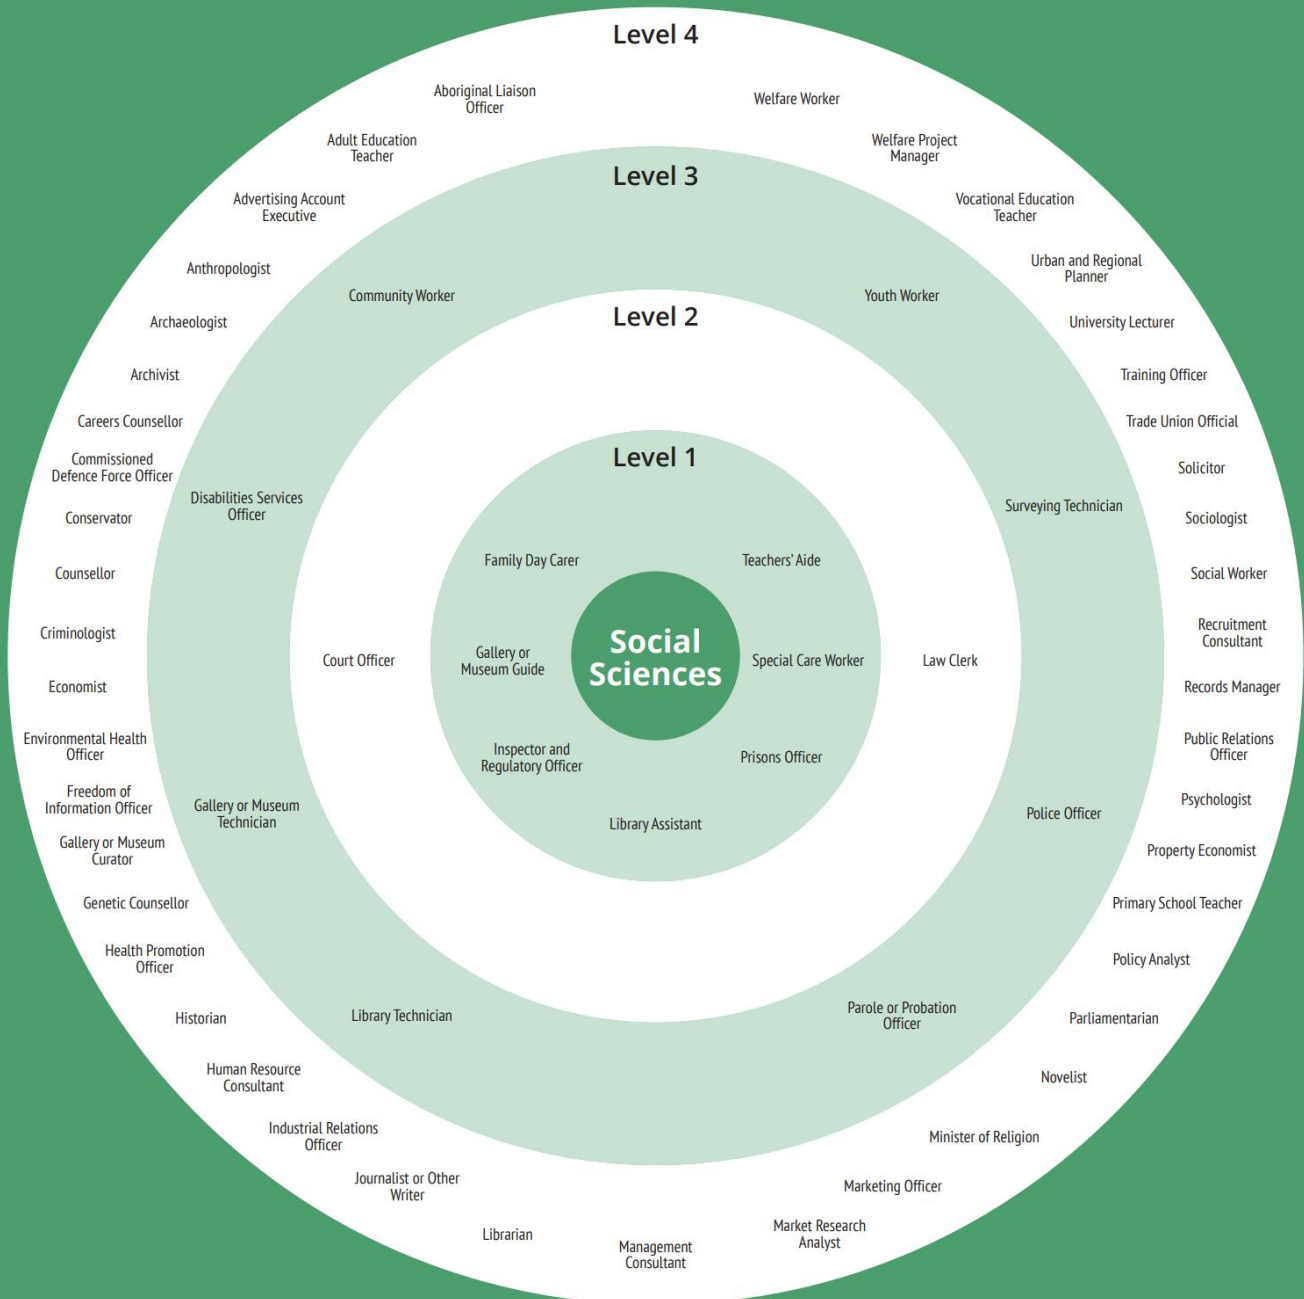 Level 4
Aboriginal Liaison
Officer
Welfare Worker
Adult Education
Teacher
Welfare Project
Manager
Level 3
Advertising Account
Executive
Vocational Education
Teacher
Anthropologist
Urban and Regional
Planner
Community Worker
Youth Worker
Level 2
Archaeologist
University Lecturer
Archivist
Training Officer
Careers Counsellor
Trade Union Official
Level 1
Commissioned
Defence Force Officer
Solicitor
Disabilities Services
Officer
Surveying Technician
Conservator
Sociologist
Family Day Carer
Teachers' Aide
Counsellor
Social Worker
Criminologist
Recruitment
Consultant
Social
Sciences
Court Officer
Gallery or
Museum Guide
Special Care Worker
Law Clerk
Economist
Records Manager
Environmental Health
Officer
Inspector and
Regulatory Officer
Prisons Officer
Public Relations
Officer
Freedom of
Information Officer
Gallery or Museum
Technician
Library Assistant
Police Officer
Psychologist
Gallery or Museum
Curator
Property Economist
Genetic Counsellor
Primary School Teacher
Health Promotion
Officer
Policy Analyst
Historian
Library Technician
Parole or Probation
Officer
Parliamentarian
Human Resource
Consultant
Novelist
Industrial Relations
Officer
Minister of Religion
Journalist or Other
Writer
Marketing Officer
Librarian
Market Research
Analyst
Management
Consultant